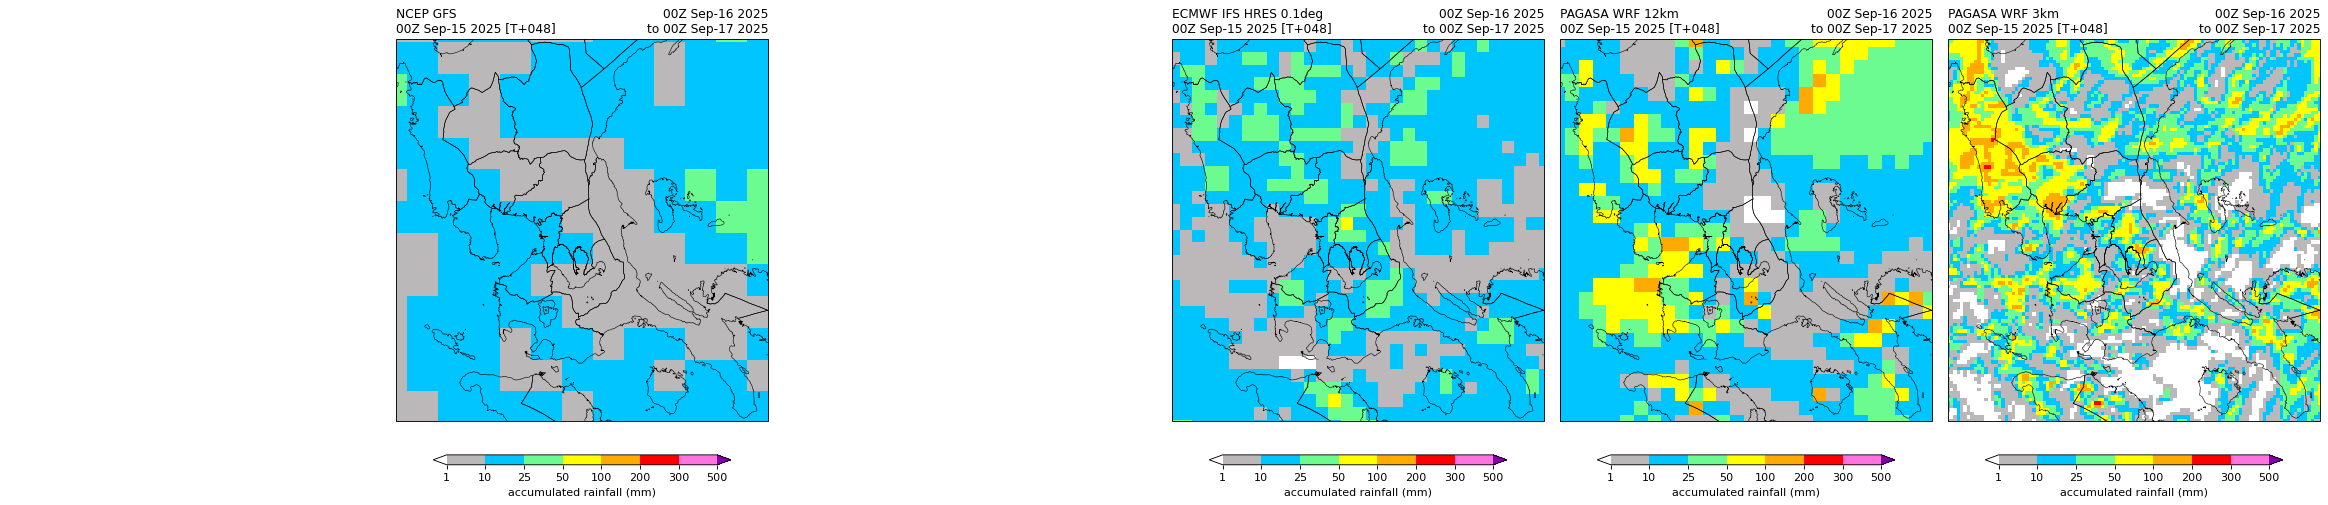 NCEP GFS 00Z Sep-16 2025
00Z Sep-15 2025 [T+048] to 00Z Sep-17 2025
1 10 25 50 100 200 300 500
accumulated rainfall (mm)
ECMWF IFS HRES 0.1deg 00Z Sep-16 2025
00Z Sep-15 2025 [T+048] to 00Z Sep-17 2025
1 10 25 50 100 200 300 500
accumulated rainfall (mm)
PAGASA WRF 12km 00Z Sep-16 2025
00Z Sep-15 2025 [T+048] to 00Z Sep-17 2025
1 10 25 50 100 200 300 500
accumulated rainfall (mm)
PAGASA WRF 3km 00Z Sep-16 2025
00Z Sep-15 2025 [T+048] to 00Z Sep-17 2025
1 10 25 50 100 200 300 500
accumulated rainfall (mm)